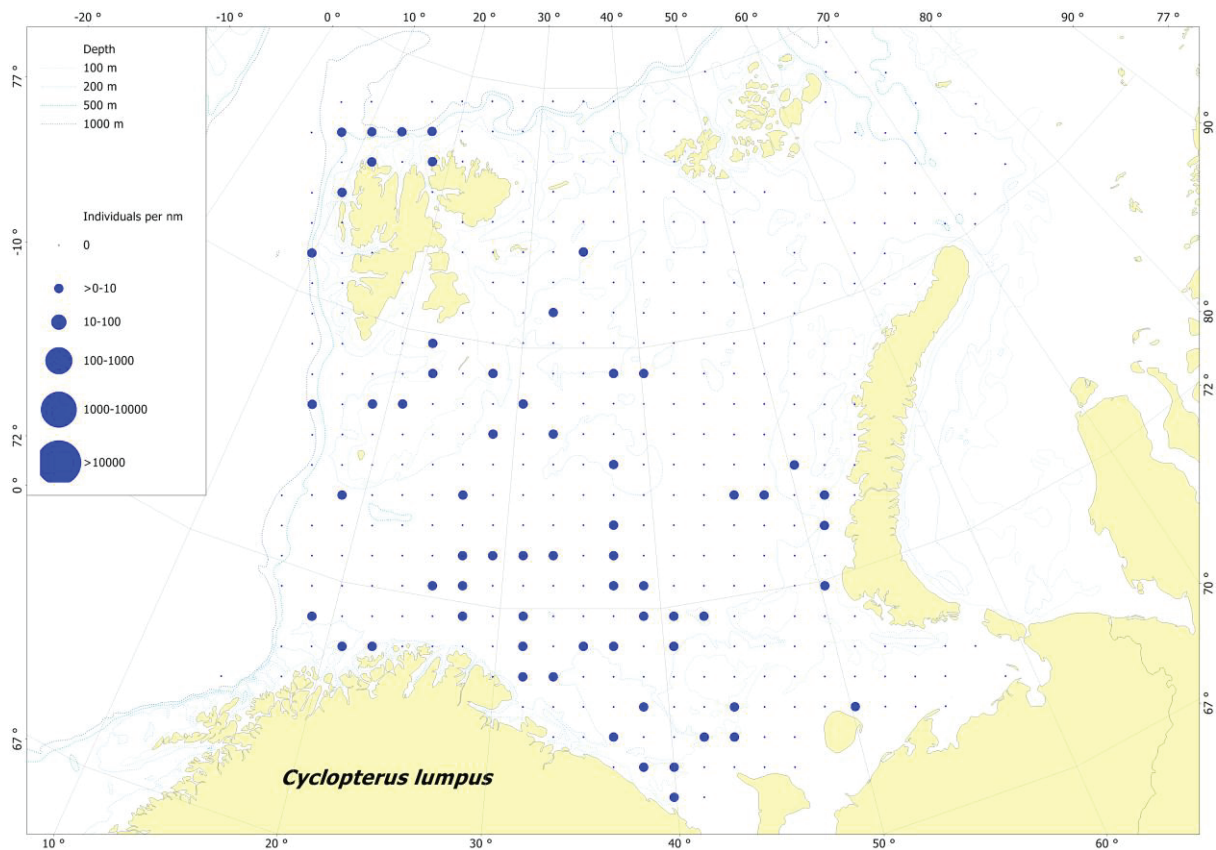 -20 ° -10 ° 0 ° 10 ° 20 ° 30 ° 40 ° 50 ° 60 ° 70 ° 80 ° 90 ° 77 °
Depth
100 m
200 m
500 m
1000 m
Individuals per nm
0
>0-10
10-100
100-1000
1000-10000
>10000
77 °
-10 °
72 °
0 °
67 °
90 °
80 °
72 °
70 °
67 °
Cyclopterus lumpus
10 ° 20 ° 30 ° 40 ° 50 ° 60 °